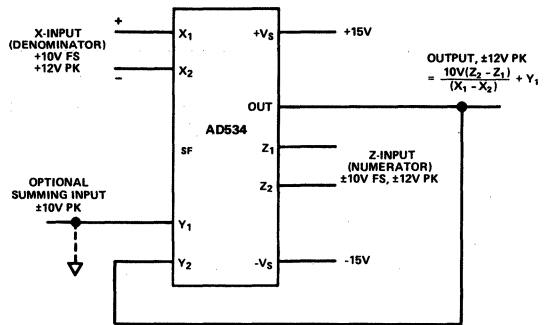 X-INPUT
(DENOMINATOR)
+10V FS
+12V PK
+
–
X1
X2
+VS
+15V
OUT
AD534
SF
Z1
Z2
Y1
Y2
-VS
-15V
OUTPUT, ±12V PK
= 10V(Z2 – Z1) / (X1 – X2) + Y1
Z-INPUT
(NUMERATOR)
±10V FS, ±12V PK
OPTIONAL
SUMMING INPUT
±10V PK